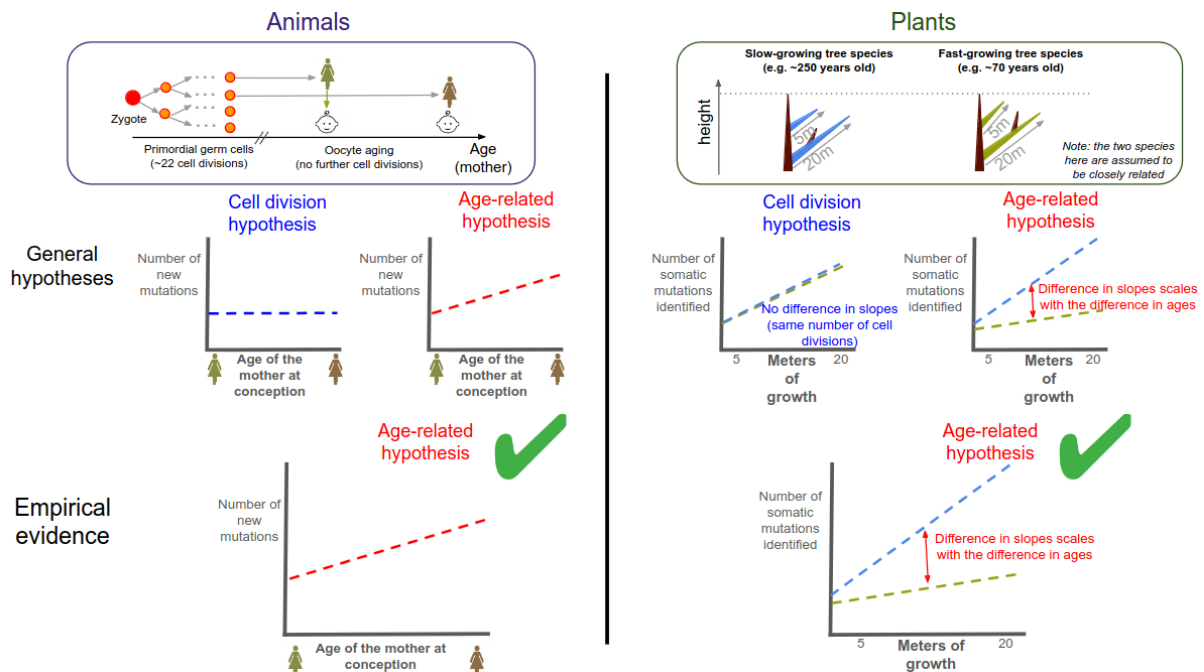 Animals
Zygote
Primordial germ cells
(~22 cell divisions)
Oocyte aging
(no further cell divisions)
Age
(mother)
Plants
Slow-growing tree species
(e.g. ~250 years old)
Fast-growing tree species
(e.g. ~70 years old)
height
5m
20m
5m
20m
Note: the two species
here are assumed to
be closely related
General
hypotheses
Cell division
hypothesis
Number of
new
mutations
Age of the
mother at
conception
Age-related
hypothesis
Number of
new
mutations
Age of the
mother at
conception
Cell division
hypothesis
Number of
somatic
mutations
identified
No difference in slopes
(same number of cell
divisions)
5
20
Meters
of
growth
Age-related
hypothesis
Number of
somatic
mutations
identified
Difference in slopes scales
with the difference in ages
5
20
Meters
of
growth
Empirical
evidence
Age-related
hypothesis
Number of
new
mutations
Age of the mother at
conception
Age-related
hypothesis
Number of
somatic
mutations
identified
Difference in slopes scales
with the difference in ages
5
20
Meters of
growth